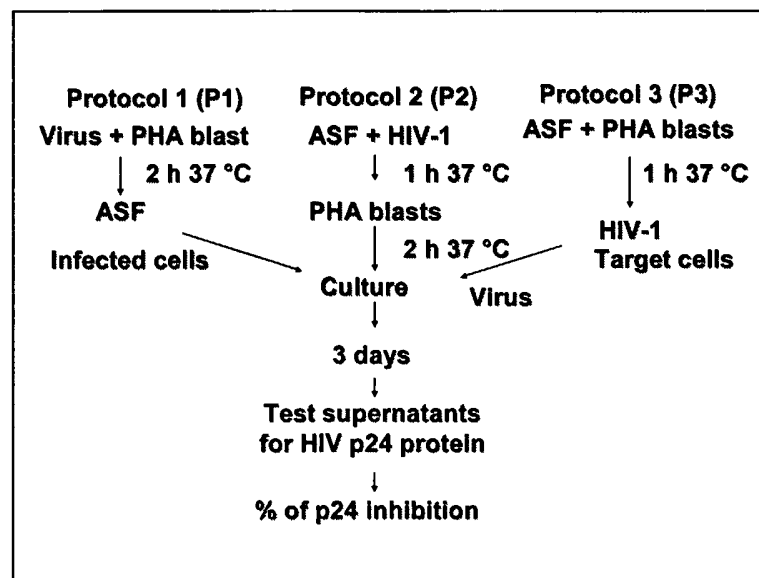 Protocol 1 (P1)
Virus + PHA blast
2 h 37 °C
ASF
Infected cells
Protocol 2 (P2)
ASF + HIV-1
1 h 37 °C
PHA blasts
2 h 37 °C
Protocol 3 (P3)
ASF + PHA blasts
1 h 37 °C
HIV-1
Target cells
Virus
Culture
3 days
Test supernatants
for HIV p24 protein
% of p24 inhibition